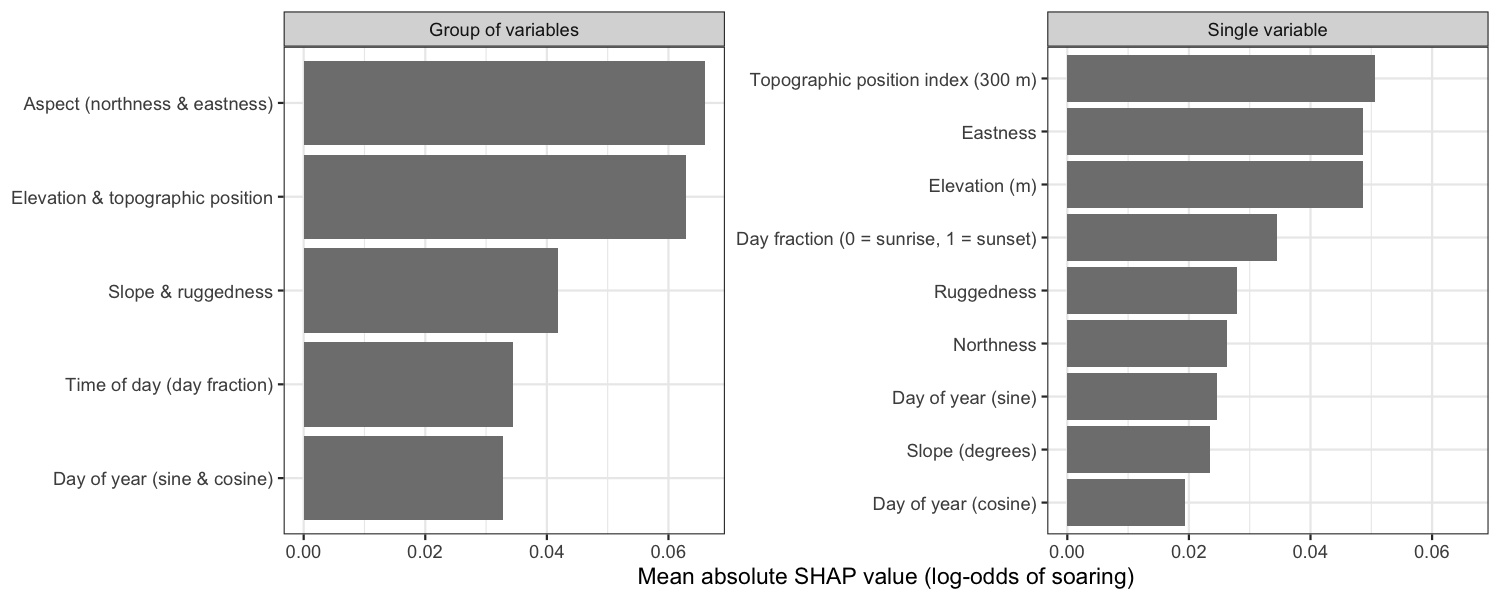 Group of variables
Aspect (northness & eastness)
Elevation & topographic position
Slope & ruggedness
Time of day (day fraction)
Day of year (sine & cosine)
0.00
0.02
0.04
0.06
Single variable
Topographic position index (300 m)
Eastness
Elevation (m)
Day fraction (0 = sunrise, 1 = sunset)
Ruggedness
Northness
Day of year (sine)
Slope (degrees)
Day of year (cosine)
0.00
0.02
0.04
0.06
Mean absolute SHAP value (log-odds of soaring)